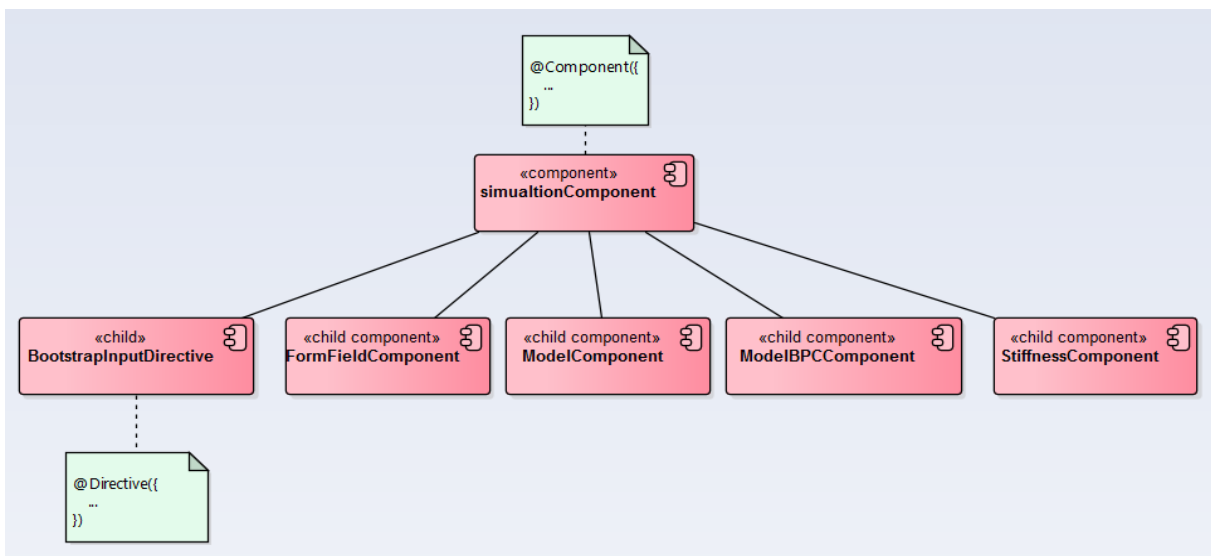 @Component({
...
})
«component»
simualtionComponent
«child»
BootstrapInputDirective
«child component»
FormFieldComponent
«child component»
ModelComponent
«child component»
ModelBPCComponent
«child component»
StiffnessComponent
@Directive({
...
})